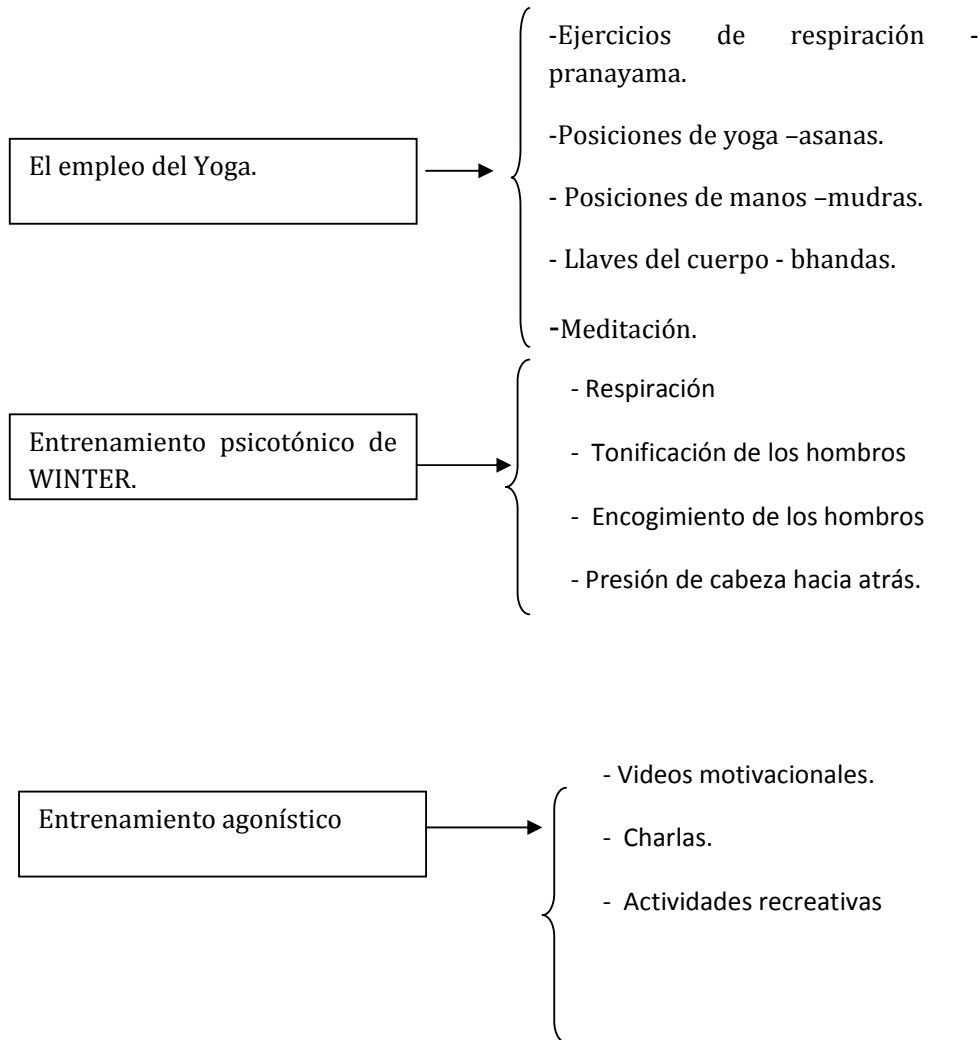 El empleo del Yoga.
-Ejercicios de respiración -
pranayama.
-Posiciones de yoga –asanas.
- Posiciones de manos –mudras.
- Llaves del cuerpo - bhandas.
-Meditación.
Entrenamiento psicotónico de
WINTER.
- Respiración
- Tonificación de los hombros
- Encogimiento de los hombros
- Presión de cabeza hacia atrás.
Entrenamiento agonístico
- Videos motivacionales.
- Charlas.
- Actividades recreativas